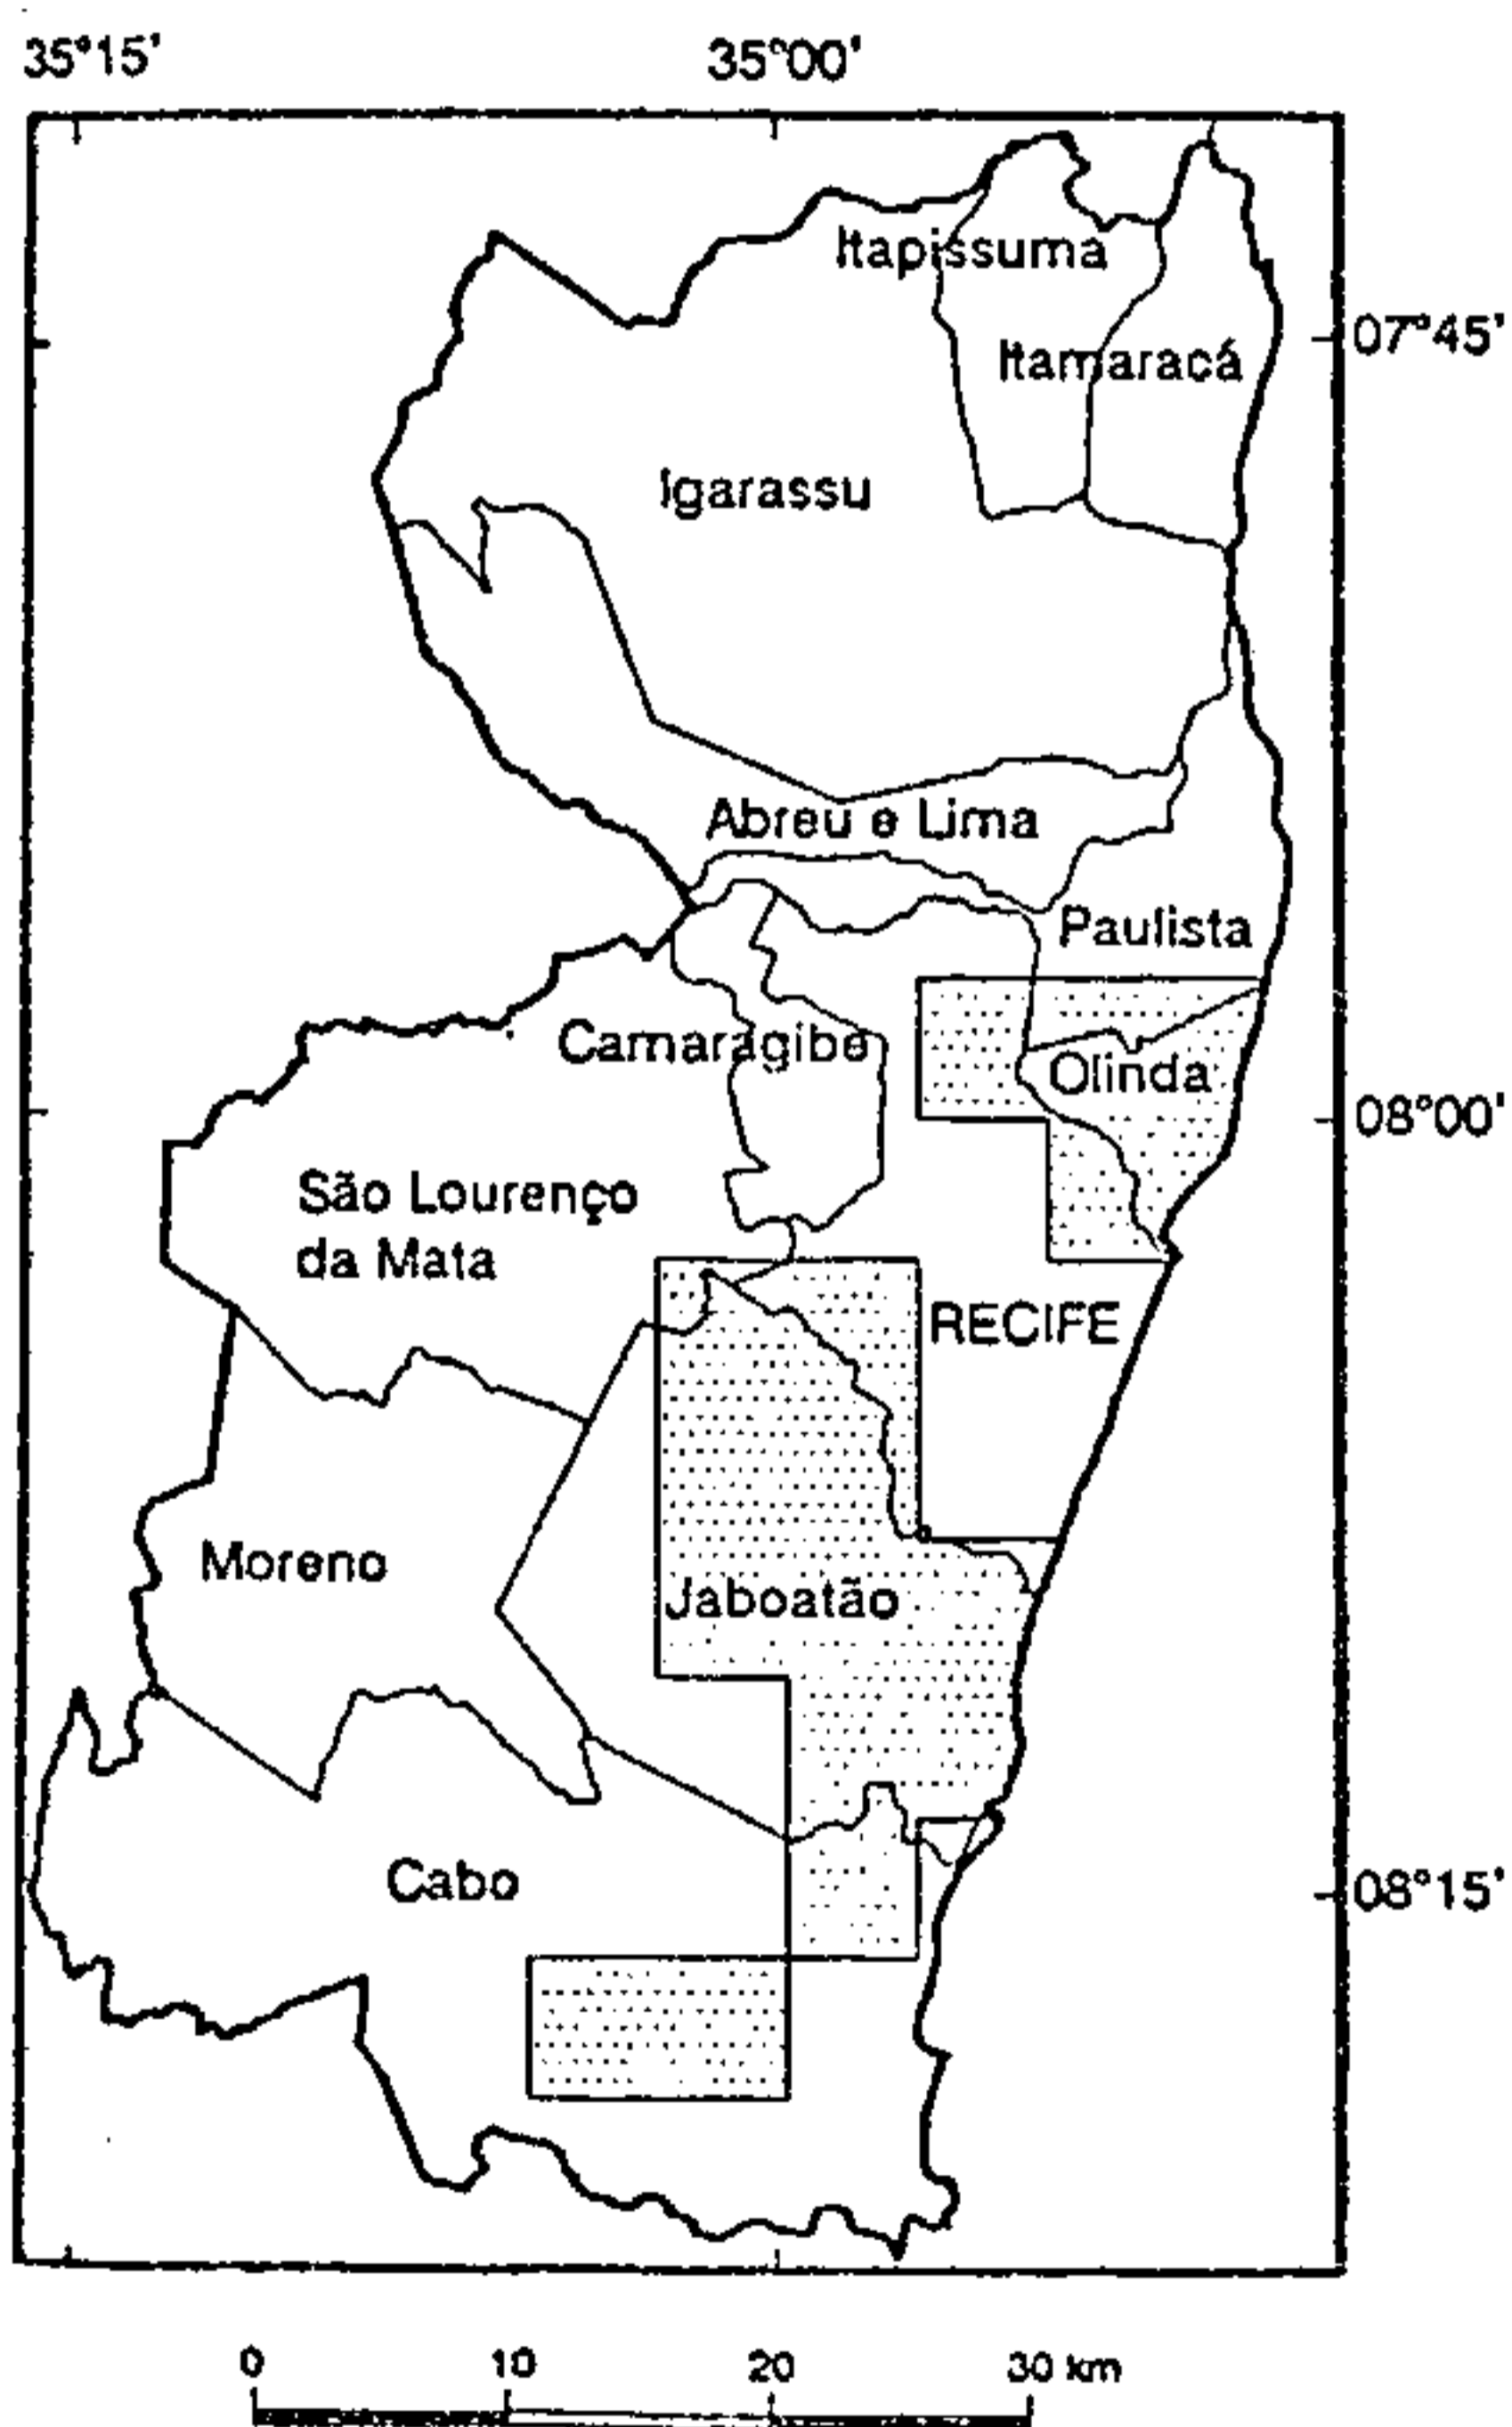 35°15'
35°00'
Itapissuma
07°45'
Itamaracá
Igarassu
Abreu e Lima
Paulista
Camaragibe
Olinda
08°00'
São Lourenço
da Mata
RECIFE
Moreno
Jaboatão
Cabo
08°15'
0 10 20 30 km